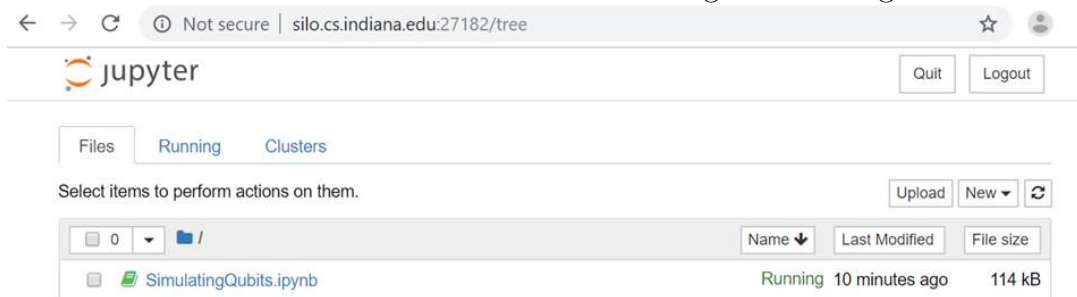 Not secure | silo.cs.indiana.edu:27182/tree
jupyter Quit Logout
Files Running Clusters
Select items to perform actions on them. Upload New
0 / Name Last Modified File size
SimulatingQubits.ipynb Running 10 minutes ago 114 kB